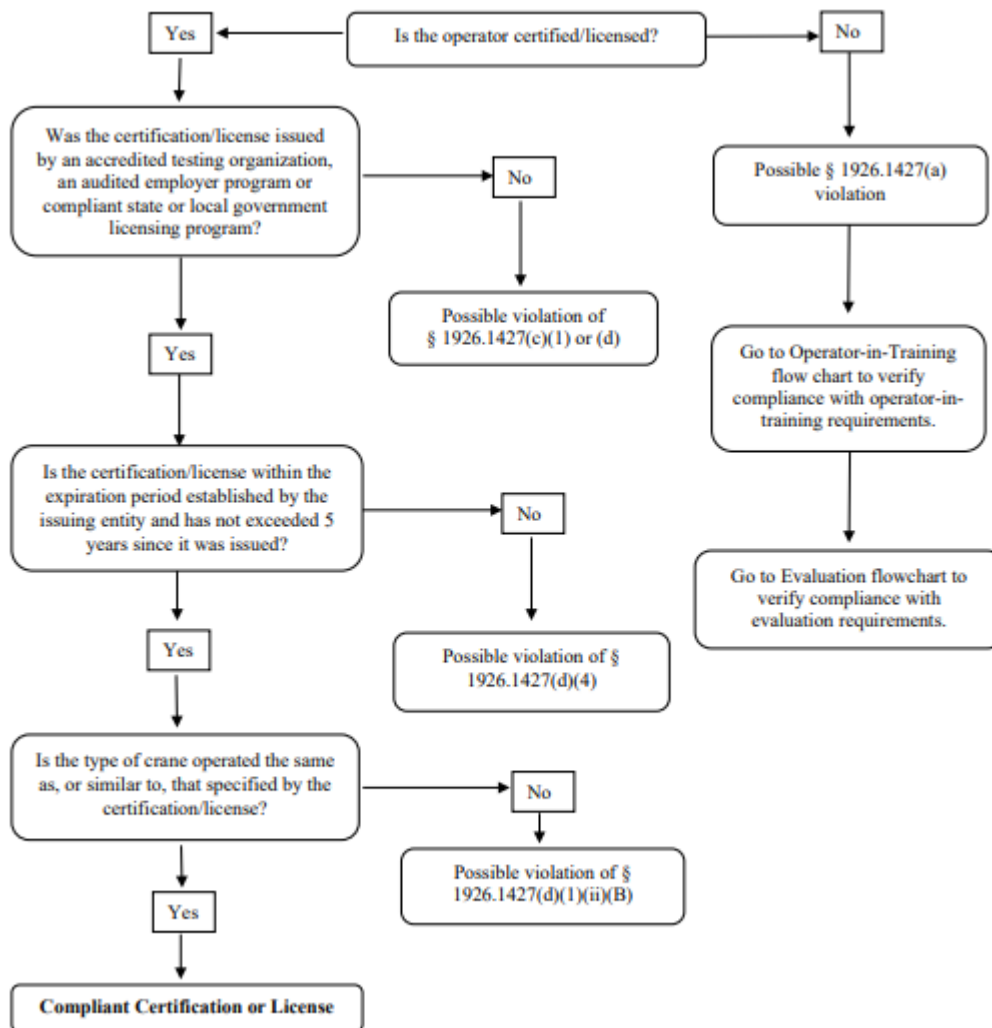 Yes
Is the operator certified/licensed?
No
Was the certification/license issued
by an accredited testing organization,
an audited employer program or
compliant state or local government
licensing program?
No
Possible § 1926.1427(a)
violation
Possible violation of
§ 1926.1427(c)(1) or (d)
Yes
Go to Operator-in-Training
flow chart to verify
compliance with operator-in-
training requirements.
Is the certification/license within the
expiration period established by the
issuing entity and has not exceeded 5
years since it was issued?
No
Go to Evaluation flowchart to
verify compliance with
evaluation requirements.
Yes
Possible violation of §
1926.1427(d)(4)
Is the type of crane operated the same
as, or similar to, that specified by the
certification/license?
No
Possible violation of §
1926.1427(d)(1)(ii)(B)
Yes
Compliant Certification or License